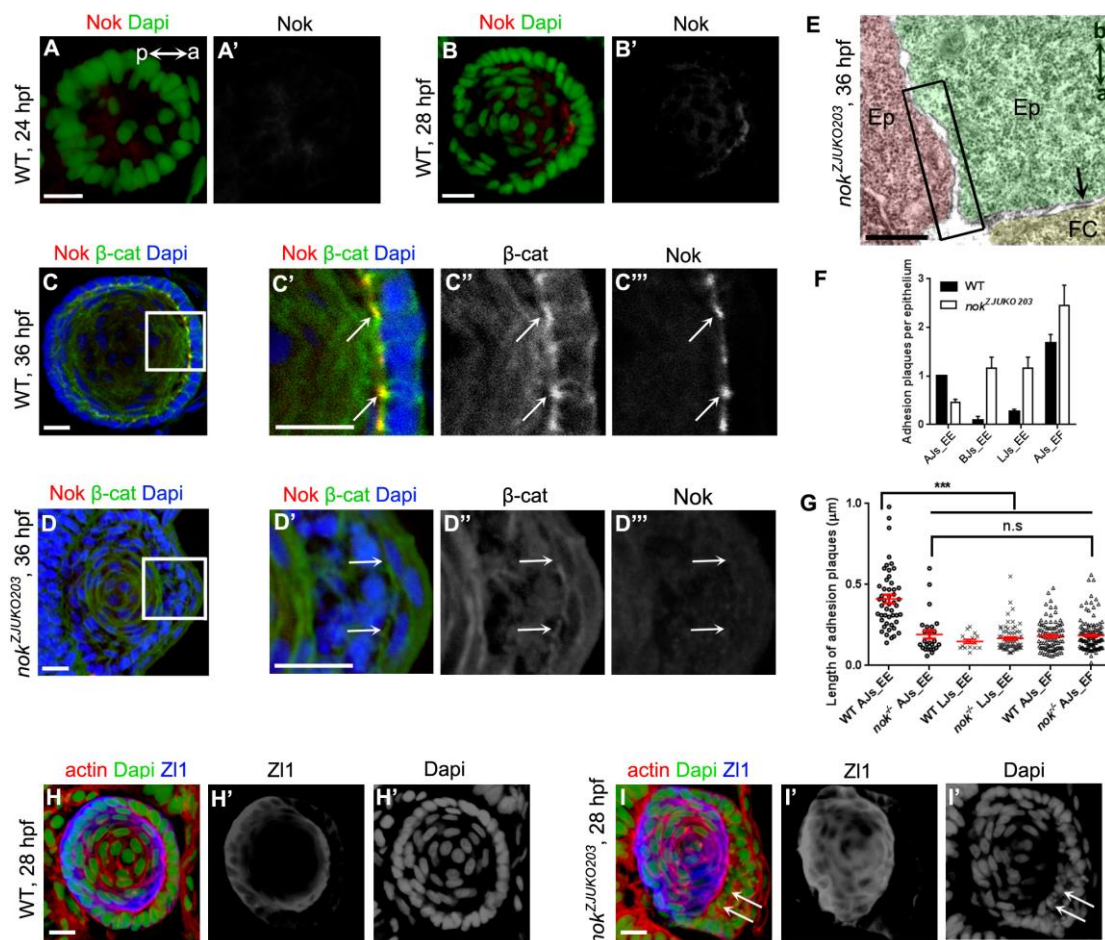 Nok Dapi
Nok
Nok Dapi
Nok
WT, 24 hpf
A
p a
A'
WT, 28 hpf
B
B'
E
nok^ZJUKO203, 36 hpf
Ep
Ep
b
a
FC
Nok β-cat Dapi
Nok β-cat Dapi
β-cat
Nok
WT, 36 hpf
C
C'
C''
C'''
F
WT
nok^ZJUKO 203
Adhesion plaques per epithelium
3
2
1
0
AJs_EE
BJs_EE
LJs_EE
AJs_EF
Nok β-cat Dapi
Nok β-cat Dapi
β-cat
Nok
nok^ZJUKO203, 36 hpf
D
D'
D''
D'''
G
***
n.s
Length of adhesion plaques (µm)
1.0
0.5
0.0
WT AJs_EE
nok^-/- AJs_EE
WT LJs_EE
nok^-/- LJs_EE
WT AJs_EF
nok^-/- AJs_EF
actin Dapi Zl1
Zl1
Dapi
WT, 28 hpf
H
H'
H'
actin Dapi Zl1
Zl1
Dapi
nok^ZJUKO203, 28 hpf
I
I'
I'